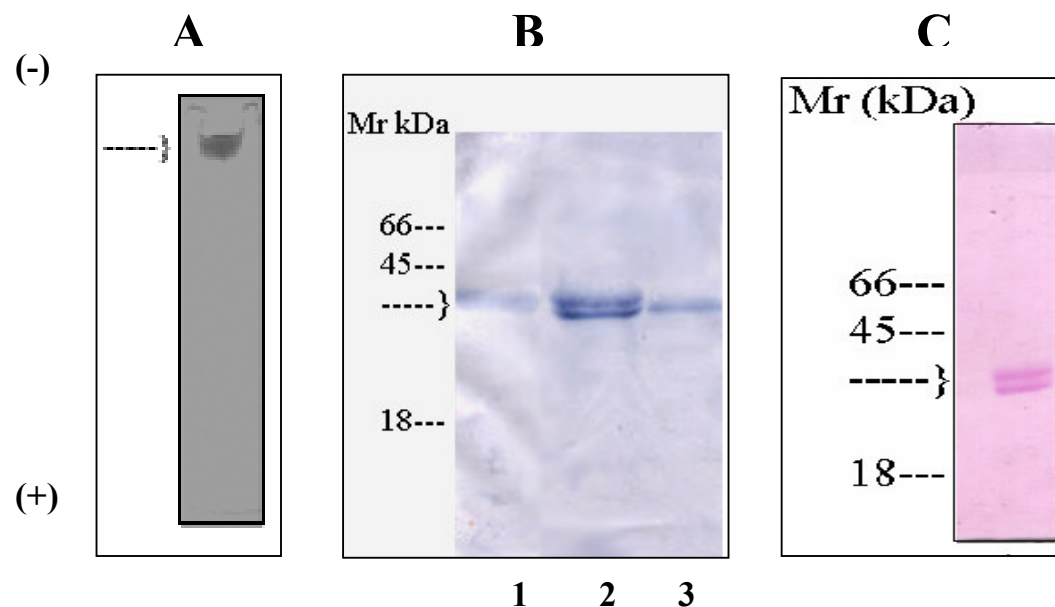 A B C
(-)
Mr kDa
66---
45---
-----}
18---
Mr (kDa)
66---
45---
-----}
18---
-----}
(+)
1 2 3